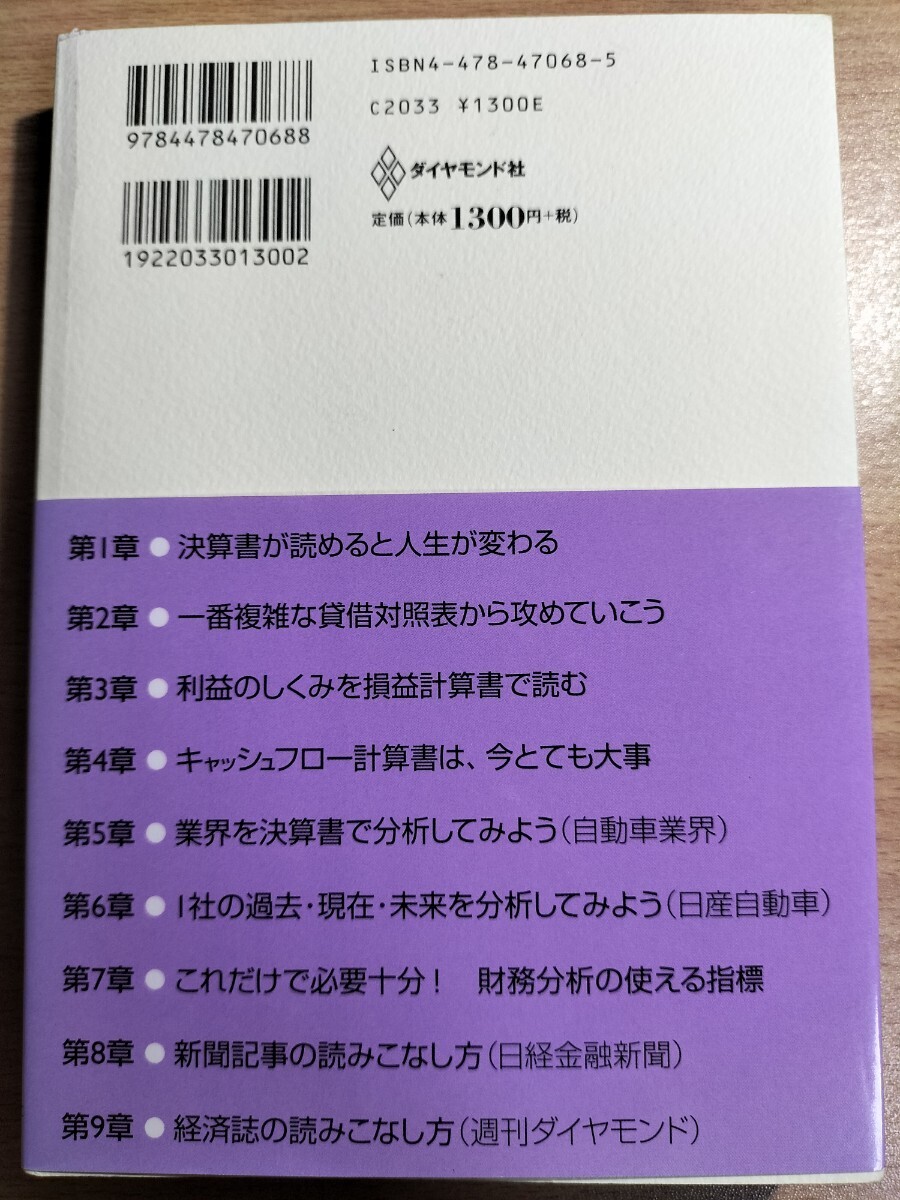 ISBN4-478-47068-5
C2033 ¥1300E
9784478470688
ダイヤモンド社
定価(本体1300円+税)
1922033013002
第1章 ● 決算書が読めると人生が変わる
第2章 ● 一番複雑な貸借対照表から攻めていこう
第3章 ● 利益のしくみを損益計算書で読む
第4章 ● キャッシュフロー計算書は、今とても大事
第5章 ● 業界を決算書で分析してみよう(自動車業界)
第6章 ● 1社の過去・現在・未来を分析してみよう(日産自動車)
第7章 ● これだけで必要十分! 財務分析の使える指標
第8章 ● 新聞記事の読みこなし方(日経金融新聞)
第9章 ● 経済誌の読みこなし方(週刊ダイヤモンド)